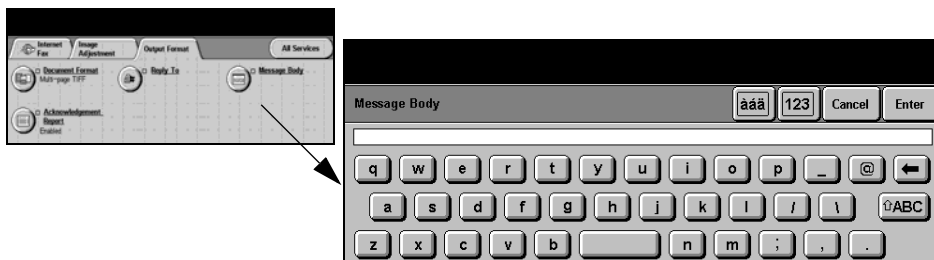 Internet Fax
Image Adjustment
Output Format
All Services
Document Format
Multi-page TIFF
Reply To
Message Body
Acknowledgement Report
Enabled
Message Body
àáä
123
Cancel
Enter
q w e r t y u i o p _ @ ←
a s d f g h j k l / \ ⇧ABC
z x c v b n m ; , .